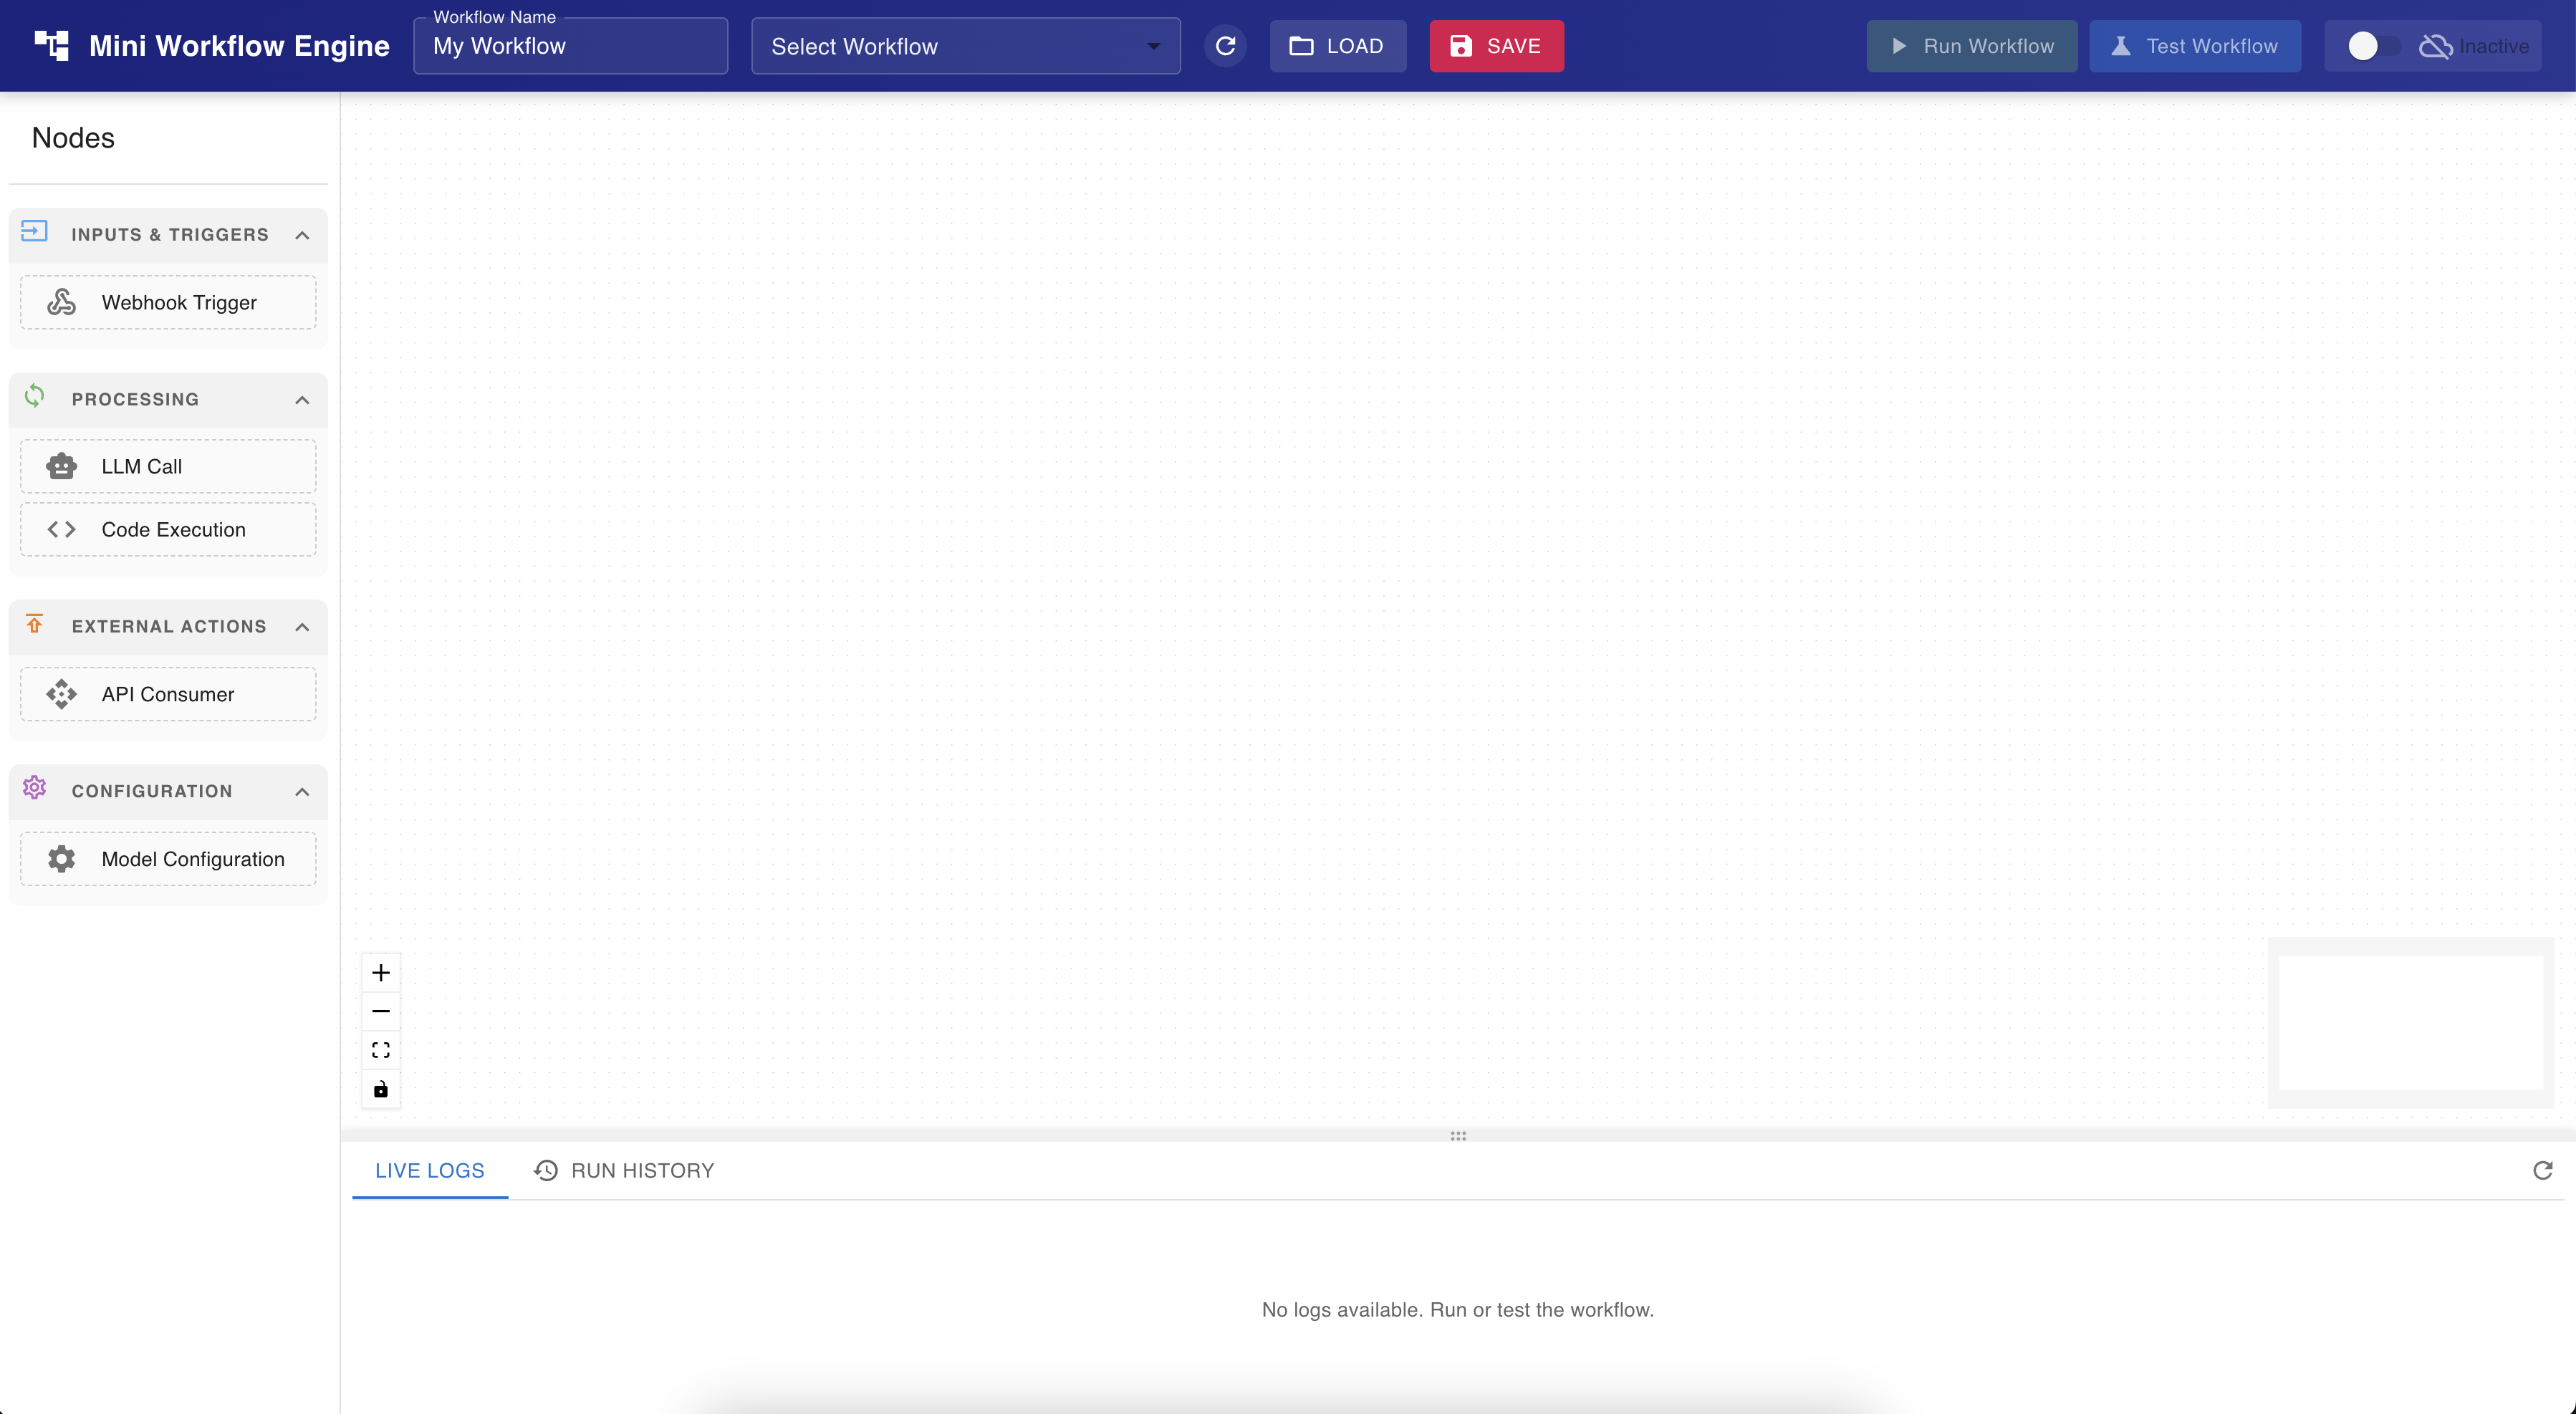 Mini Workflow Engine
Workflow Name
My Workflow
Select Workflow
LOAD
SAVE
Run Workflow
Test Workflow
Inactive
Nodes
INPUTS & TRIGGERS
Webhook Trigger
PROCESSING
LLM Call
Code Execution
EXTERNAL ACTIONS
API Consumer
CONFIGURATION
Model Configuration
LIVE LOGS
RUN HISTORY
No logs available. Run or test the workflow.